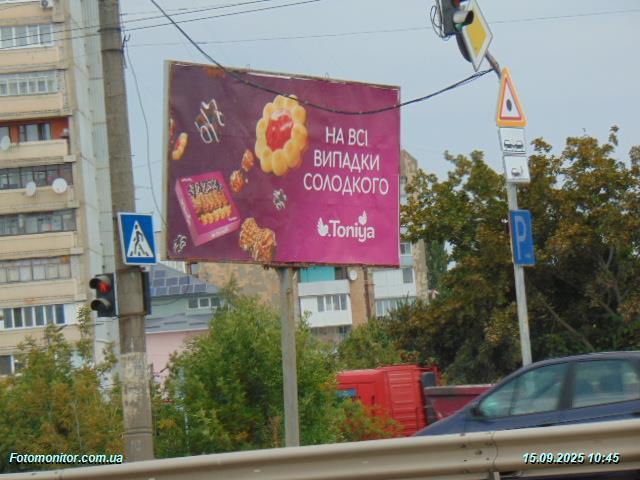 НА ВСІ
ВИПАДКИ
СОЛОДКОГО
Toniya
P
Fotomonitor.com.ua
15.09.2025 10:45